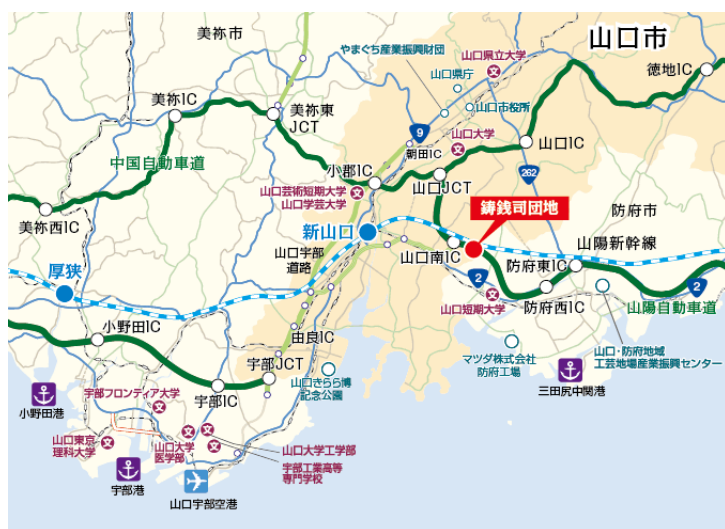 美祢市
やまぐち産業振興財団
山口県立大学
山口市
山口県庁
徳地IC
美祢IC
美祢東
JCT
山口市役所
9
山口大学
朝田IC
山口IC
中国自動車道
小郡IC
262
山口芸術短期大学
山口学芸大学
山口JCT
鋳銭司団地
防府市
美祢西IC
新山口
山口宇部
道路
山口南IC
山陽新幹線
厚狭
防府東IC
2
山口短期大学
防府西IC
2
山陽自動車道
小野田IC
由良IC
宇部JCT
マツダ株式会社
防府工場
山口・防府地域
工芸地場産業振興センター
山口きらら博
記念公園
三田尻中関港
小野田港
宇部フロンティア大学
宇部IC
山口東京
理科大学
山口大学
医学部
山口大学工学部
宇部工業高等
専門学校
宇部港
山口宇部空港
文
文
文
文
文
文
文
文
文